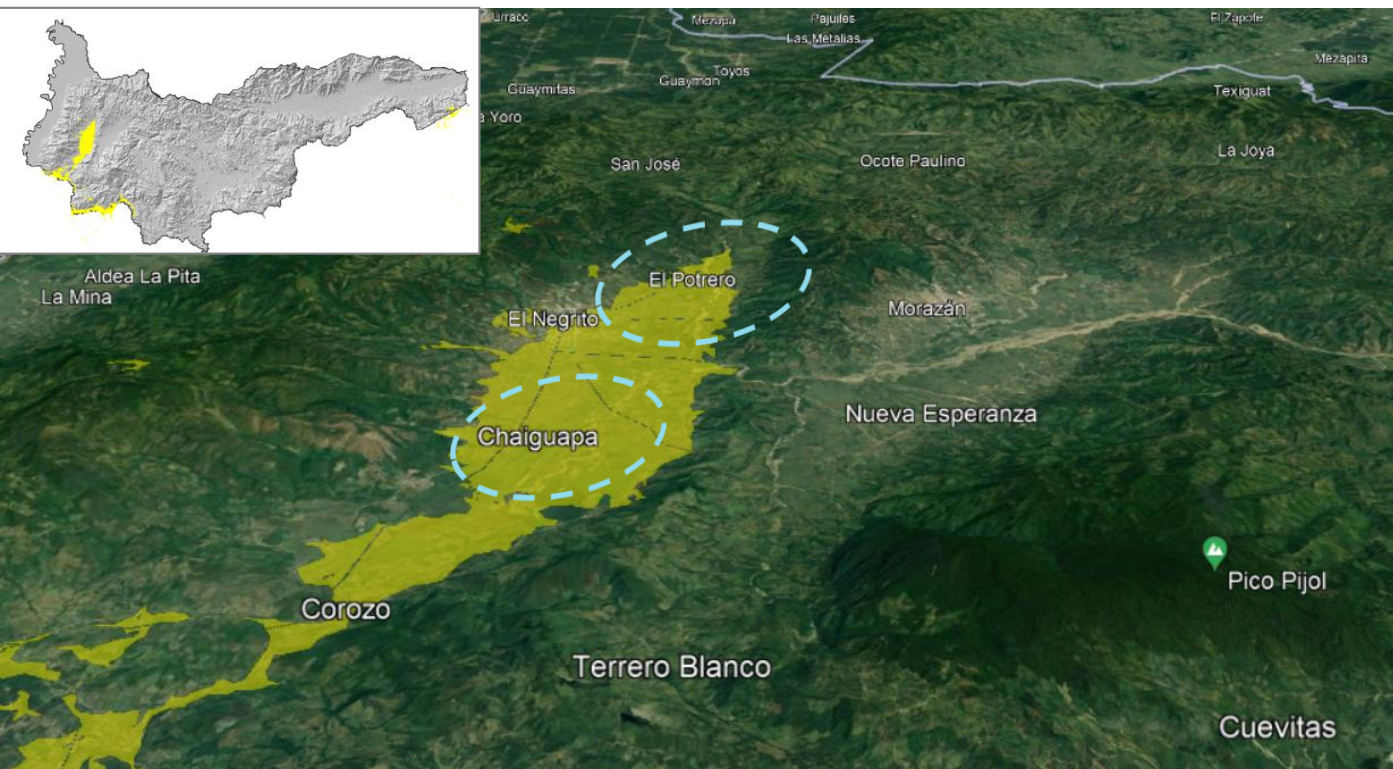 Mezapa
Pajuiles
El Zapote
Las Metalias
Mezapita
Toyos
Guaymon
Guaymitas
Texiguat
Yoro
San José
Ocote Paulino
La Joya
Aldea La Pita
La Mina
El Potrero
El Negrito
Morazán
Nueva Esperanza
Chaiguapa
Pico Pijol
Corozo
Terrero Blanco
Cuevitas